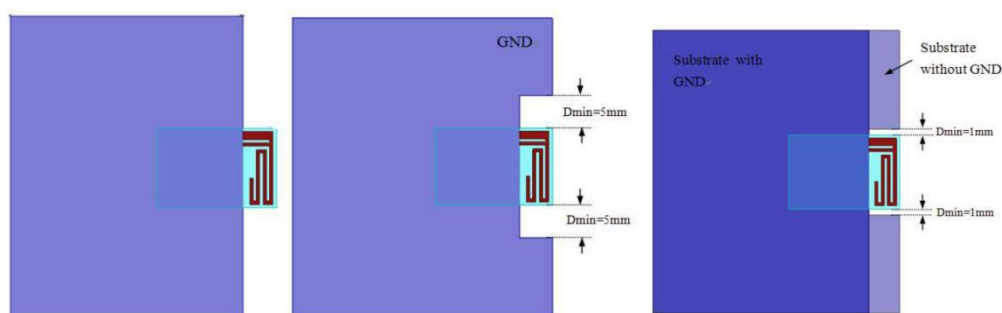 GND
Dmin=5mm
Dmin=5mm
Substrate with
GND
Substrate
without GND
Dmin=1mm
Dmin=1mm